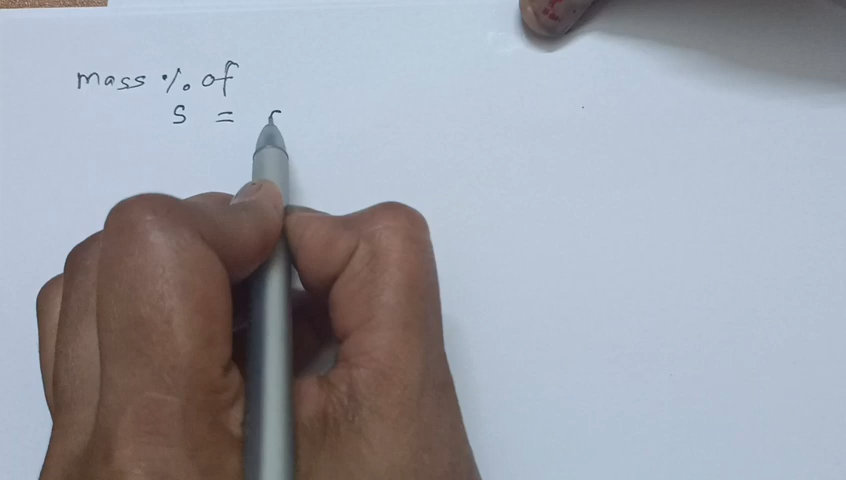 mass % of
S =